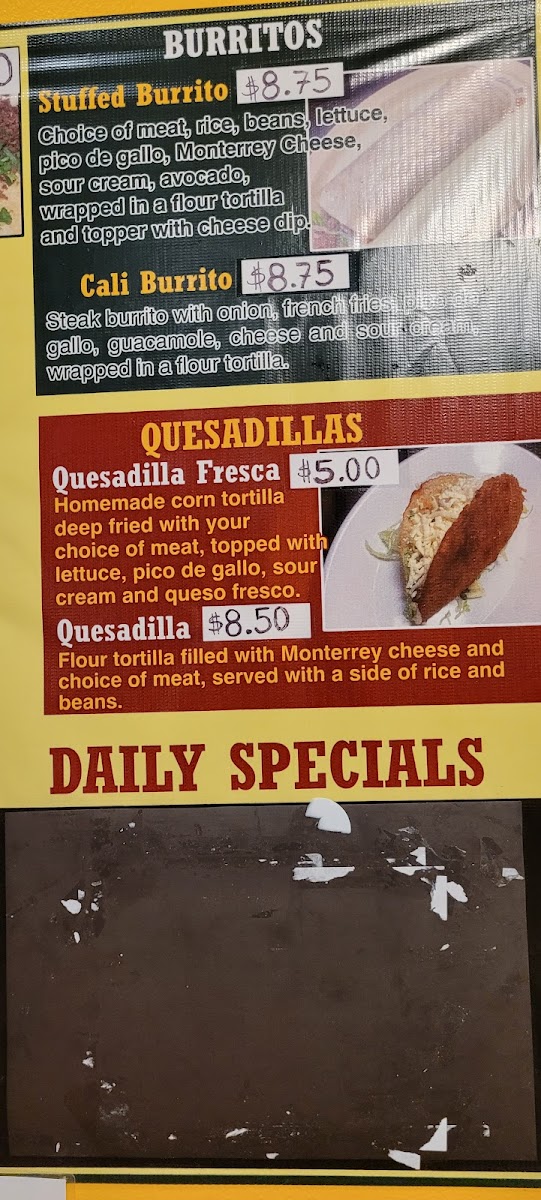 BURRITOS
Stuffed Burrito $8.75
Choice of meat, rice, beans, lettuce,
pico de gallo, Monterrey Cheese,
sour cream, avocado,
wrapped in a flour tortilla
and topper with cheese dip.
Cali Burrito $8.75
Steak burrito with onion, french fries, pico de
gallo, guacamole, cheese and sour cream,
wrapped in a flour tortilla.
QUESADILLAS
Quesadilla Fresca $5.00
Homemade corn tortilla
deep fried with your
choice of meat, topped with
lettuce, pico de gallo, sour
cream and queso fresco.
Quesadilla $8.50
Flour tortilla filled with Monterrey cheese and
choice of meat, served with a side of rice and
beans.
DAILY SPECIALS